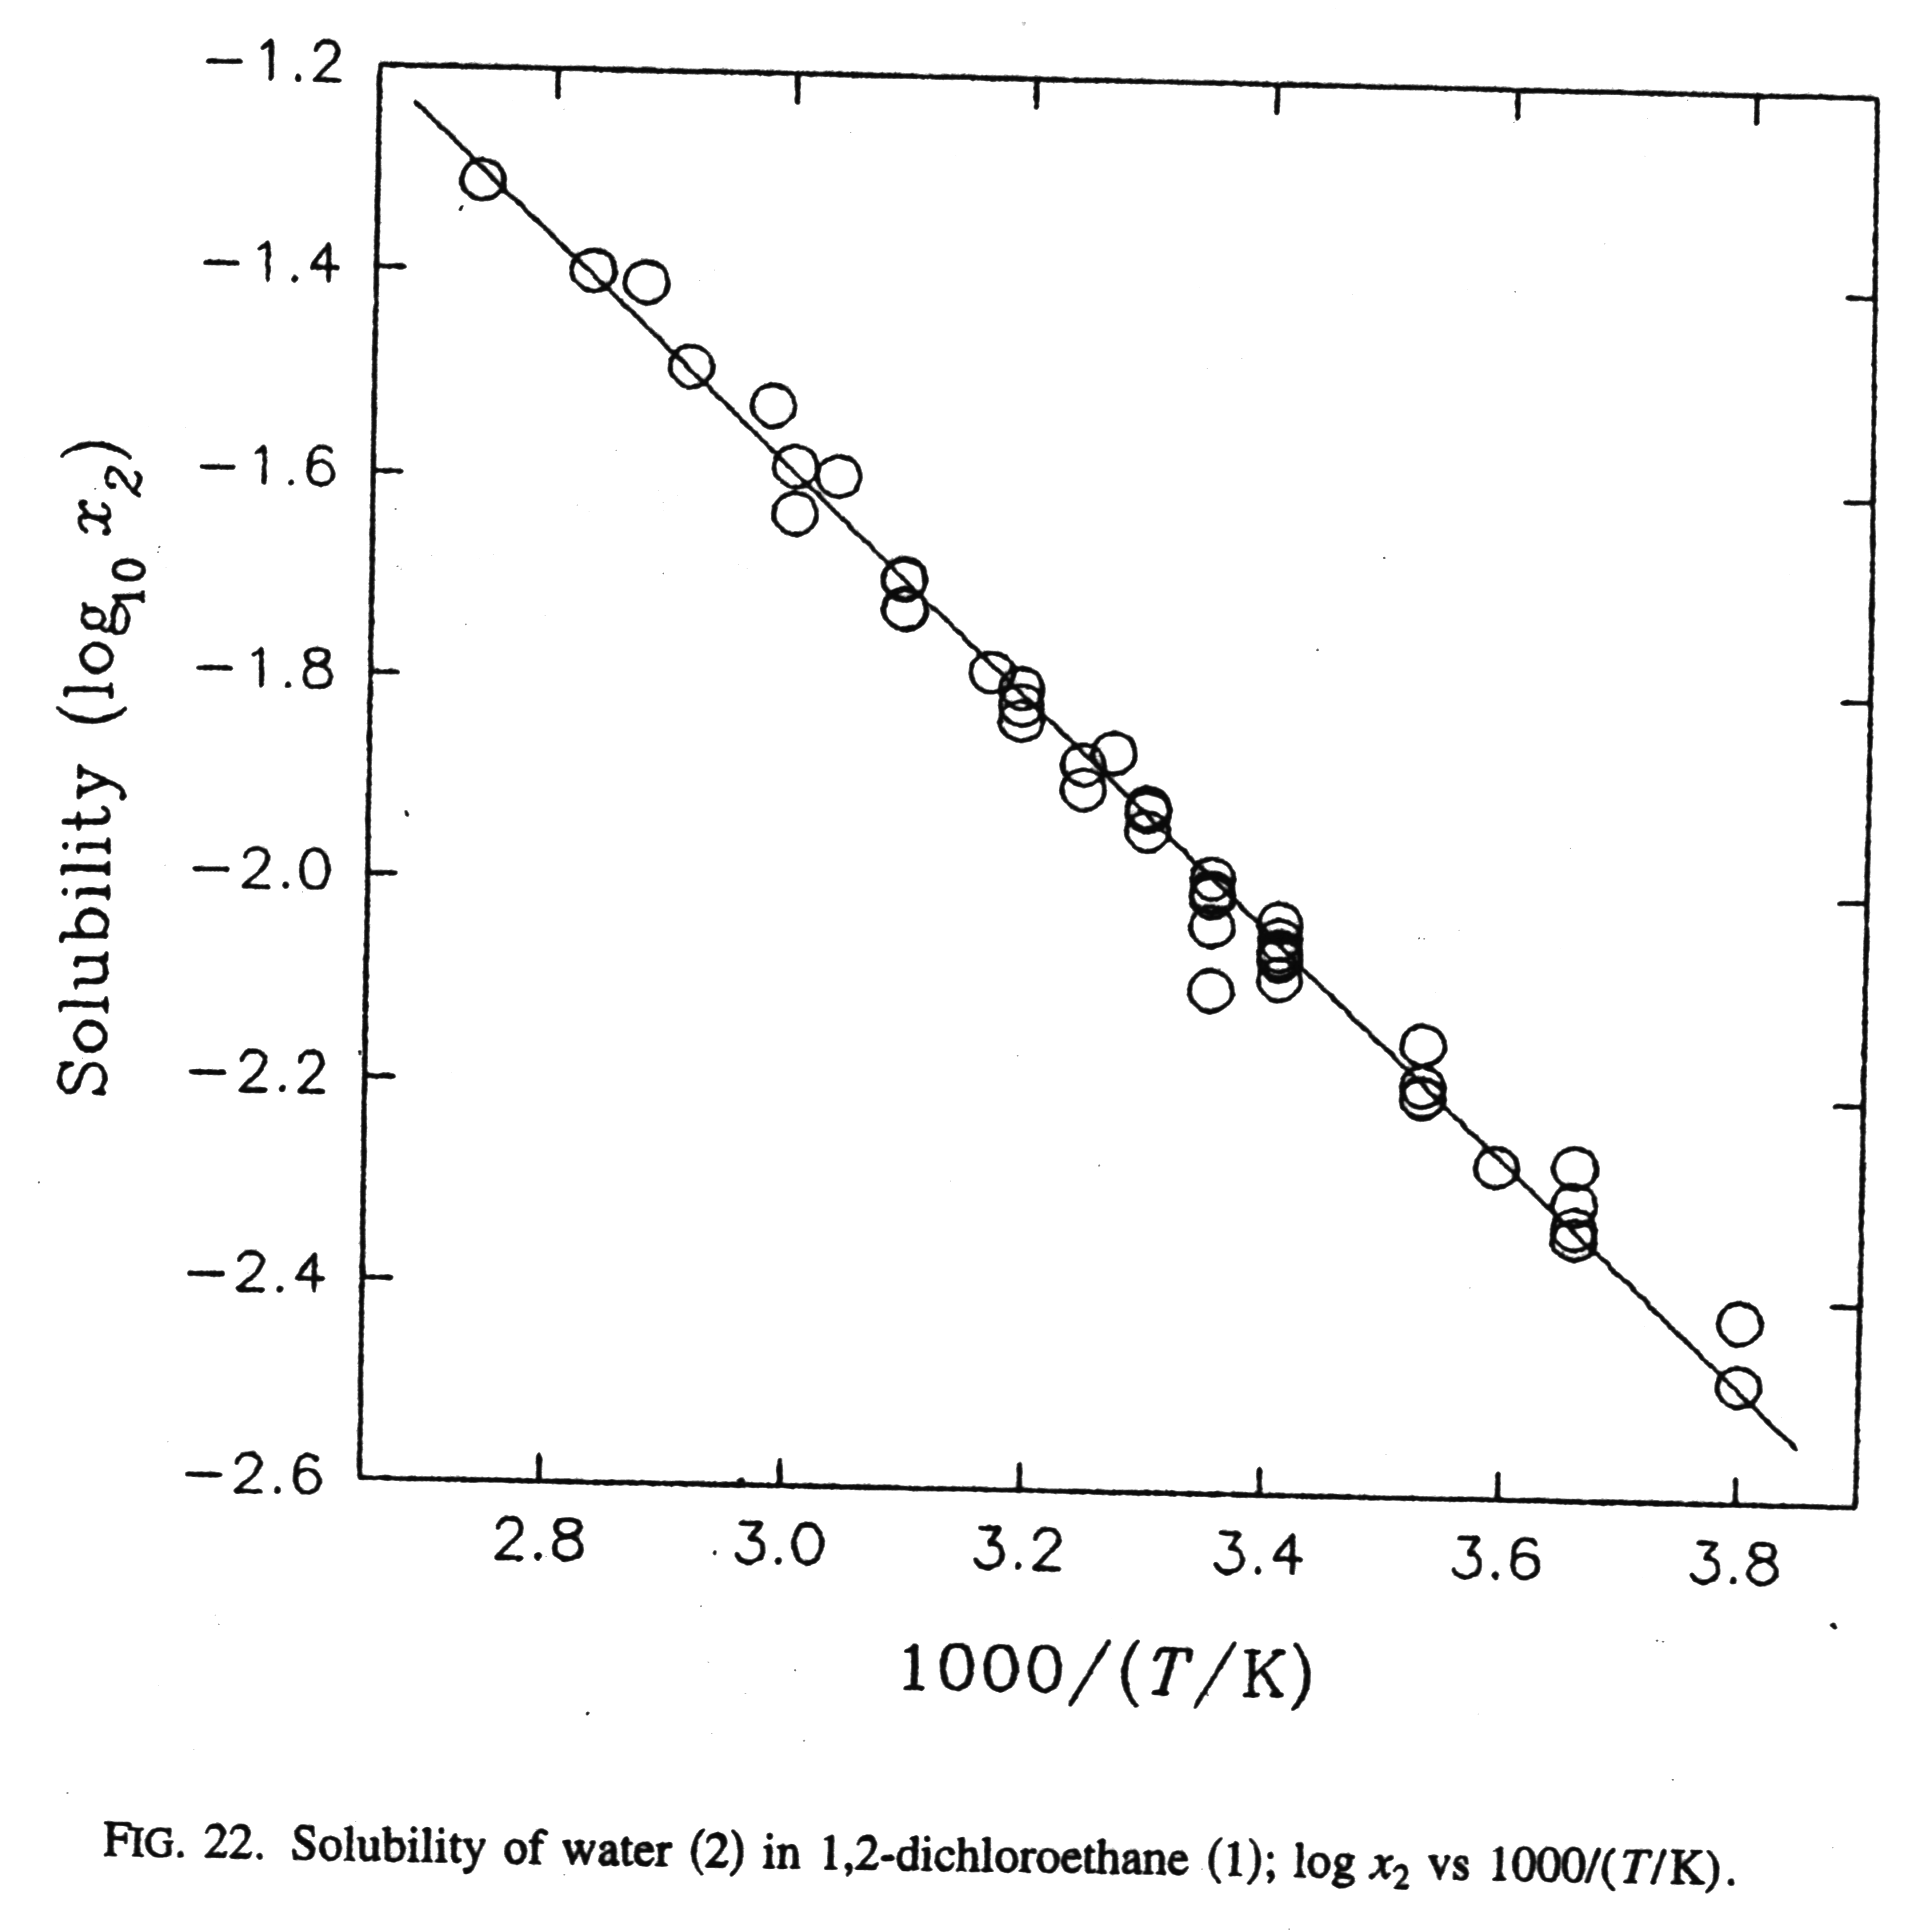 −1.2
−1.4
−1.6
−1.8
−2.0
−2.2
−2.4
−2.6
Solubility (log₁₀ x₂)
2.8 3.0 3.2 3.4 3.6 3.8
1000/(T/K)
FIG. 22. Solubility of water (2) in 1,2-dichloroethane (1); log x₂ vs 1000/(T/K).